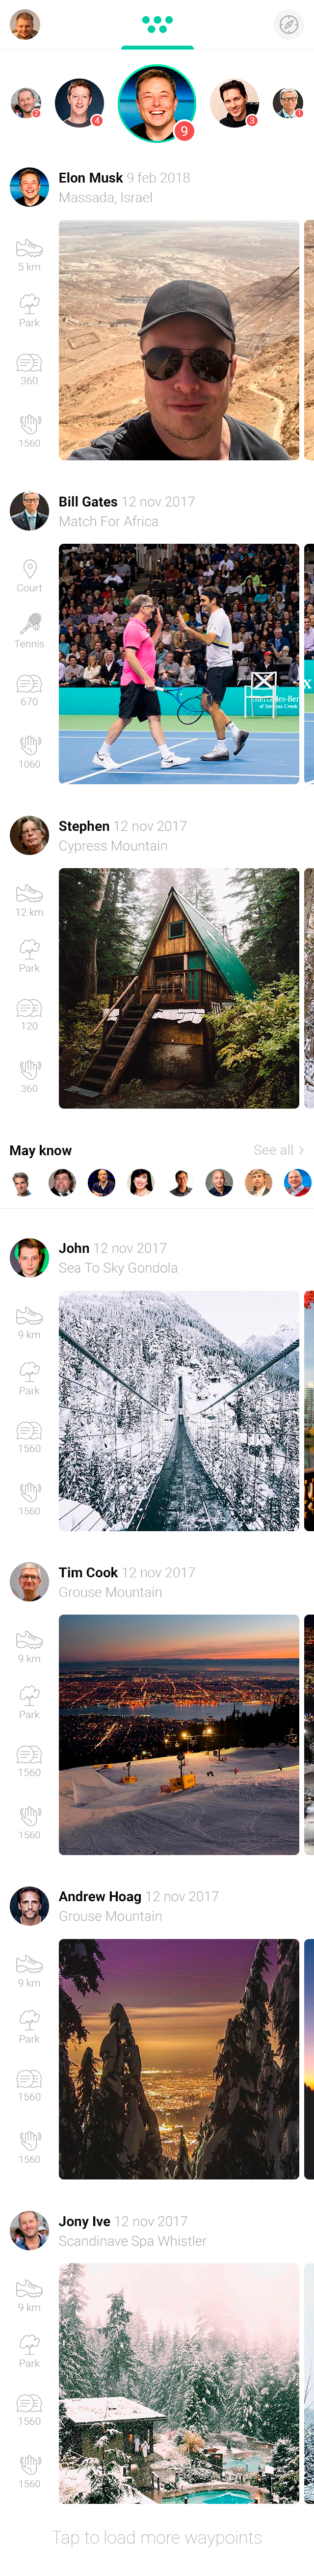 2
4
9
3
1
Elon Musk 9 feb 2018
Massada, Israel
5 km
Park
360
1560
Bill Gates 12 nov 2017
Match For Africa
Court
Tennis
670
1060
Mercedes-Ben
of Stevens Creek
Stephen 12 nov 2017
Cypress Mountain
12 km
Park
120
360
May know
See all >
John 12 nov 2017
Sea To Sky Gondola
9 km
Park
1560
1560
Tim Cook 12 nov 2017
Grouse Mountain
9 km
Park
1560
1560
Andrew Hoag 12 nov 2017
Grouse Mountain
9 km
Park
1560
1560
Jony Ive 12 nov 2017
Scandinave Spa Whistler
9 km
Park
1560
1560
Tap to load more waypoints